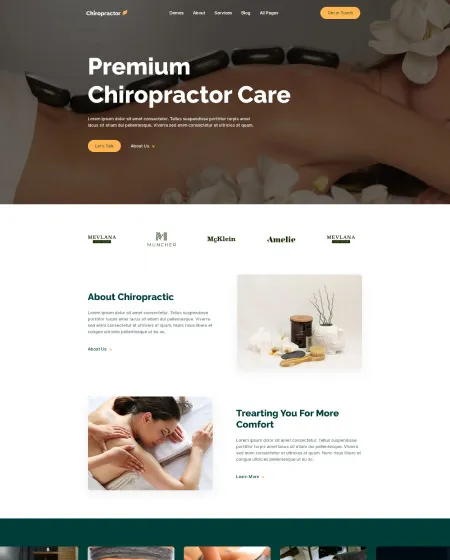 Chiropractor
Demos About Services Blog All Pages
Get in Touch
Premium
Chiropractor Care
Lorem ipsum dolor sit amet consectetur. Tellus suspendisse porttitor turpis amet
lacus sit etiam dui pellentesque. Viverra sed enim consectetur et ultricies at quam.
Let's Talk
About Us
MEVLANA
MUNCHER
McKlein
Amelie
MEVLANA
About Chiropractic
Lorem ipsum dolor sit amet consectetur. Tellus suspendisse
porttitor turpis amet lacus sit etiam dui pellentesque. Viverra
sed enim consectetur et ultricies at quam. Nunc risus libero et
congue ultricies pellentesque ut eu ac.
About Us
Trearting You For More
Comfort
Lorem ipsum dolor sit amet consectetur. Tellus suspendisse
porttitor turpis amet lacus sit etiam dui pellentesque. Viverra
sed enim consectetur et ultricies at quam. Nunc risus libero et
congue ultricies pellentesque ut eu ac.
Learn More